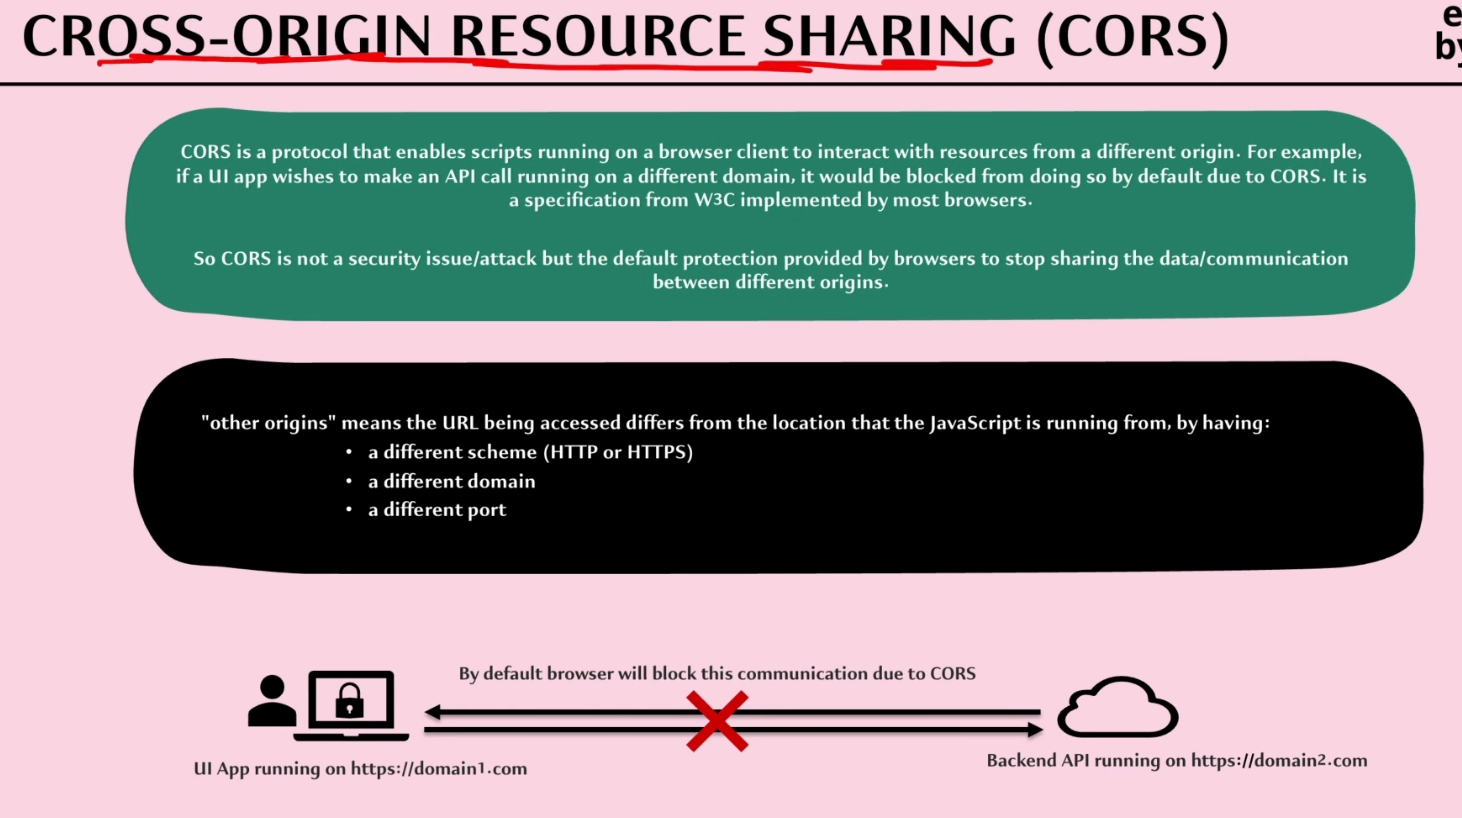 CROSS-ORIGIN RESOURCE SHARING (CORS)
CORS is a protocol that enables scripts running on a browser client to interact with resources from a different origin. For example,
if a UI app wishes to make an API call running on a different domain, it would be blocked from doing so by default due to CORS. It is
a specification from W3C implemented by most browsers.
So CORS is not a security issue/attack but the default protection provided by browsers to stop sharing the data/communication
between different origins.
"other origins" means the URL being accessed differs from the location that the JavaScript is running from, by having:
• a different scheme (HTTP or HTTPS)
• a different domain
• a different port
By default browser will block this communication due to CORS
UI App running on https://domain1.com
Backend API running on https://domain2.com